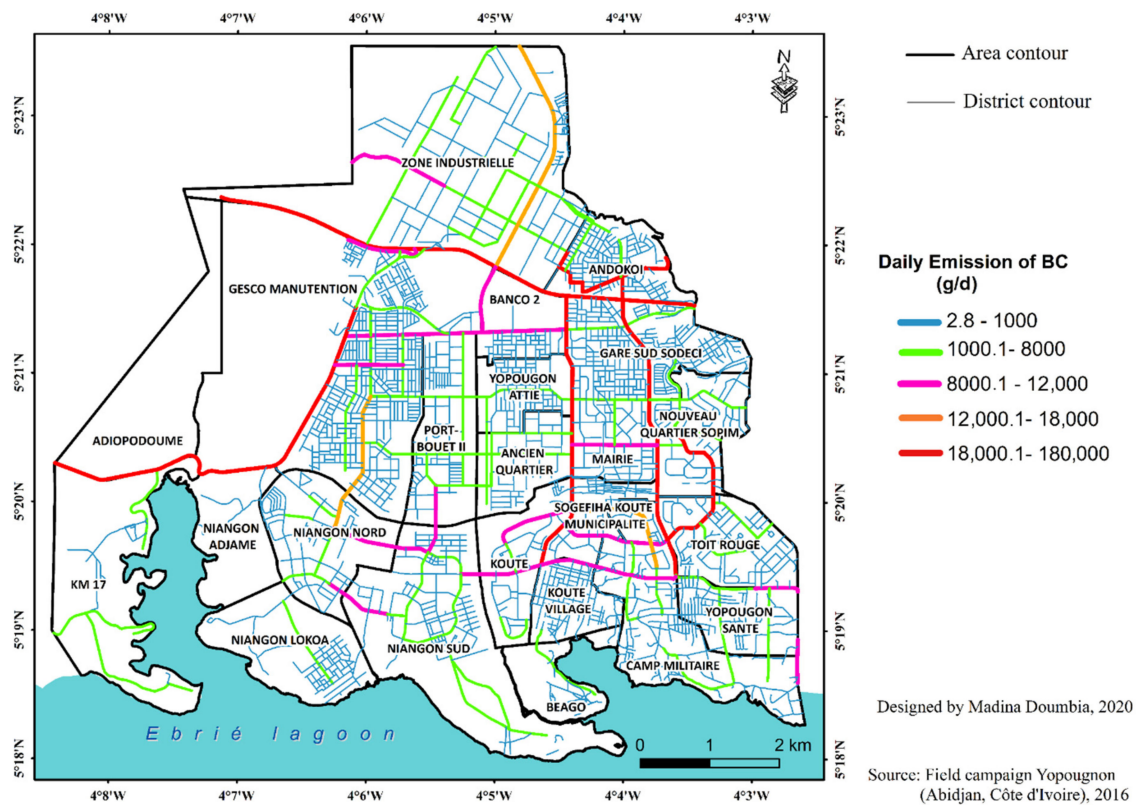 4°8'W 4°7'W 4°6'W 4°5'W 4°4'W 4°3'W
N
Area contour
District contour
5°23'N 5°23'N
ZONE INDUSTRIELLE
5°22'N 5°22'N
ANDOKOI
GESCO MANUTENTION
BANCO 2
Daily Emission of BC
(g/d)
2.8 - 1000
1000.1- 8000
8000.1 - 12,000
12,000.1 - 18,000
18,000.1- 180,000
GARE SUD SODECI
5°21'N 5°21'N
YOPOUGON
ATTIE
NOUVEAU
QUARTIER SOPIM
ADIOPODOUME
PORT-
BOUET II
ANCIEN
QUARTIER
MAIRIE
5°20'N 5°20'N
SOGEFIHA KOUTE
MUNICIPALITE
NIANGON
ADJAME
NIANGON NORD
TOIT ROUGE
KOUTE
KM 17
KOUTE
VILLAGE
YOPOUGON
SANTE
5°19'N 5°19'N
NIANGON LOKOA
NIANGON SUD
CAMP MILITAIRE
BEAGO
Ebrié lagoon
0 1 2 km
5°18'N 5°18'N
4°8'W 4°7'W 4°6'W 4°5'W 4°4'W 4°3'W
Designed by Madina Doumbia, 2020
Source: Field campaign Yopougnon
(Abidjan, Côte d'Ivoire), 2016